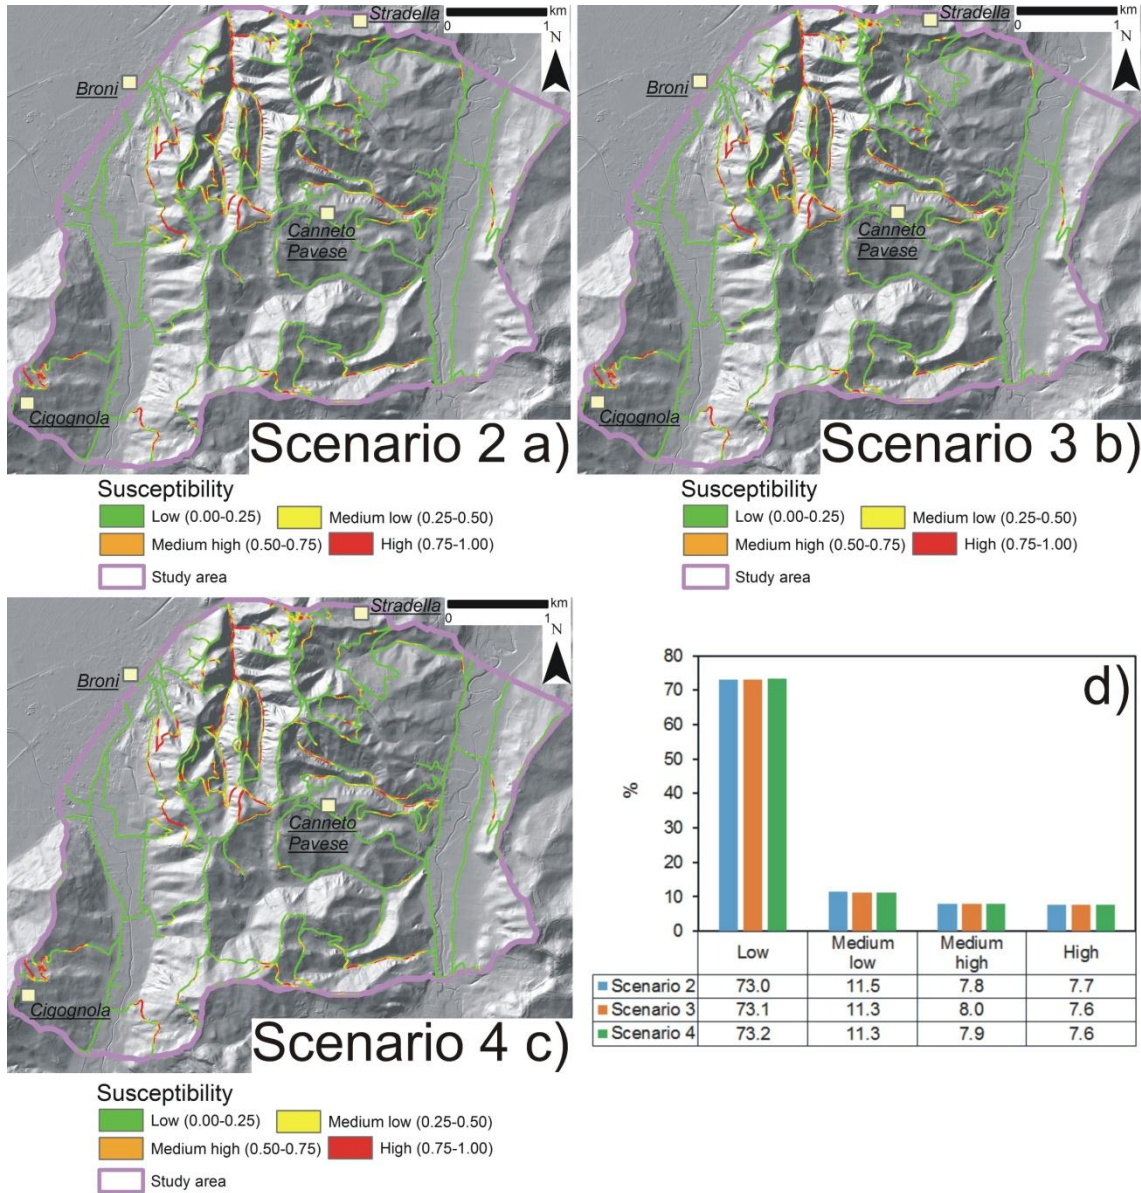 Stradella
km
0 1
N
Broni
Canneto
Pavese
Cigognola
Scenario 2 a)
Susceptibility
Low (0.00-0.25)
Medium low (0.25-0.50)
Medium high (0.50-0.75)
High (0.75-1.00)
Study area
Stradella
km
0 1
N
Broni
Canneto
Pavese
Cigognola
Scenario 3 b)
Susceptibility
Low (0.00-0.25)
Medium low (0.25-0.50)
Medium high (0.50-0.75)
High (0.75-1.00)
Study area
Stradella
km
0 1
N
Broni
Canneto
Pavese
Cigognola
Scenario 4 c)
Susceptibility
Low (0.00-0.25)
Medium low (0.25-0.50)
Medium high (0.50-0.75)
High (0.75-1.00)
Study area
d)
%
80
70
60
50
40
30
20
10
0
Low
Medium
low
Medium
high
High
Scenario 2 73.0 11.5 7.8 7.7
Scenario 3 73.1 11.3 8.0 7.6
Scenario 4 73.2 11.3 7.9 7.6